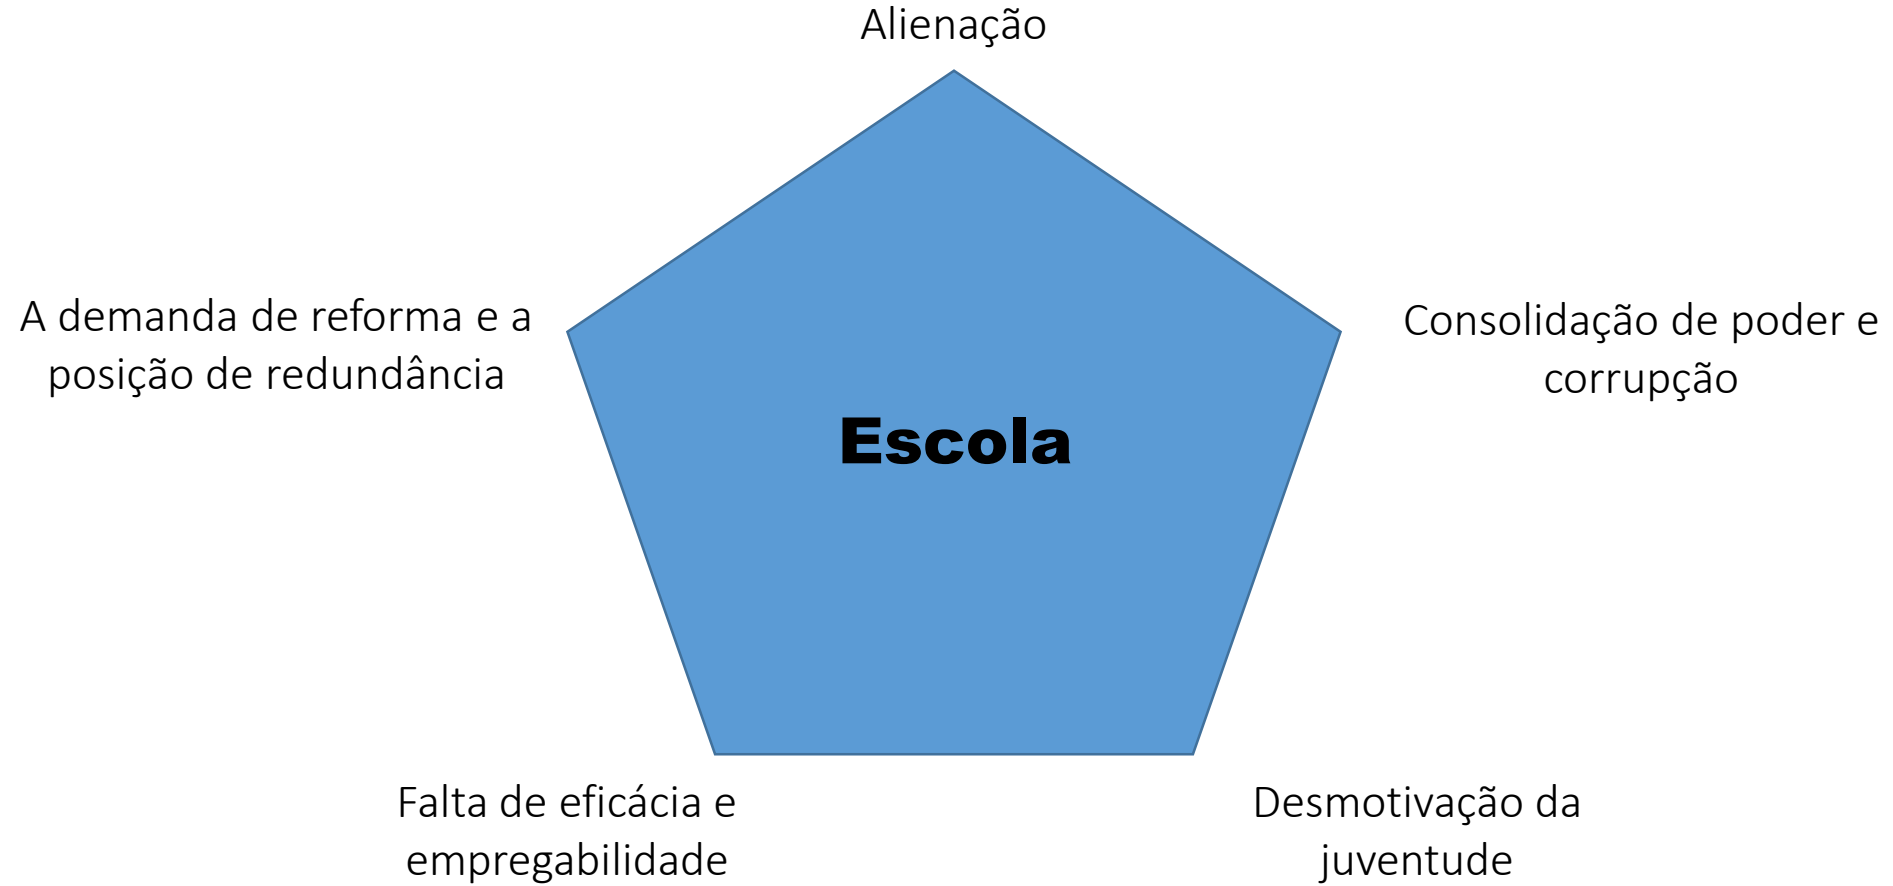 Alienação
A demanda de reforma e a
posição de redundância
Consolidação de poder e
corrupção
Escola
Falta de eficácia e
empregabilidade
Desmotivação da
juventude